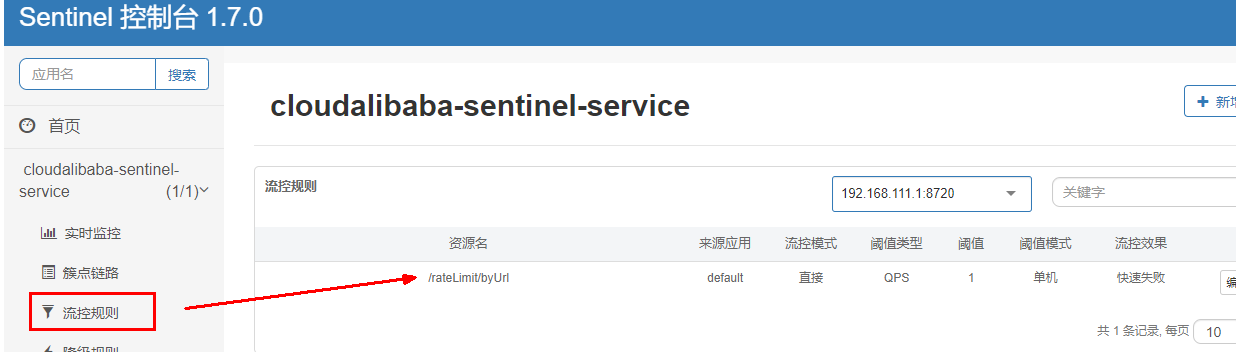 Sentinel 控制台 1.7.0
应用名
搜索
cloudalibaba-sentinel-service
新增
首页
cloudalibaba-sentinel-
service
(1/1)
流控规则
192.168.111.1:8720
关键字
实时监控
资源名
来源应用
流控模式
阈值类型
阈值
阈值模式
流控效果
簇点链路
/rateLimit/byUrl
default
直接
QPS
1
单机
快速失败
编
流控规则
共 1 条记录, 每页
10
降级规则